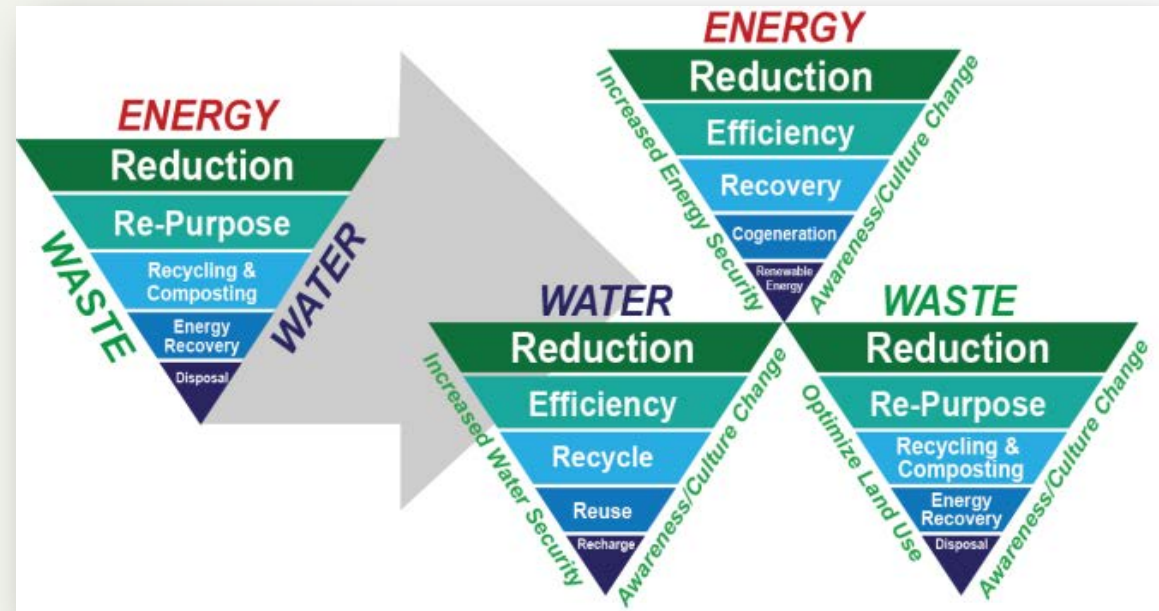 ENERGY
Reduction
Re-Purpose
Recycling &
Composting
Energy
Recovery
Disposal
WASTE
WATER
ENERGY
Reduction
Efficiency
Recovery
Cogeneration
Renewable
Energy
Increased Energy Security
Awareness/Culture Change
WATER
Reduction
Efficiency
Recycle
Reuse
Recharge
Increased Water Security
Awareness/Culture Change
WASTE
Reduction
Re-Purpose
Recycling &
Composting
Energy
Recovery
Disposal
Optimize Land Use
Awareness/Culture Change